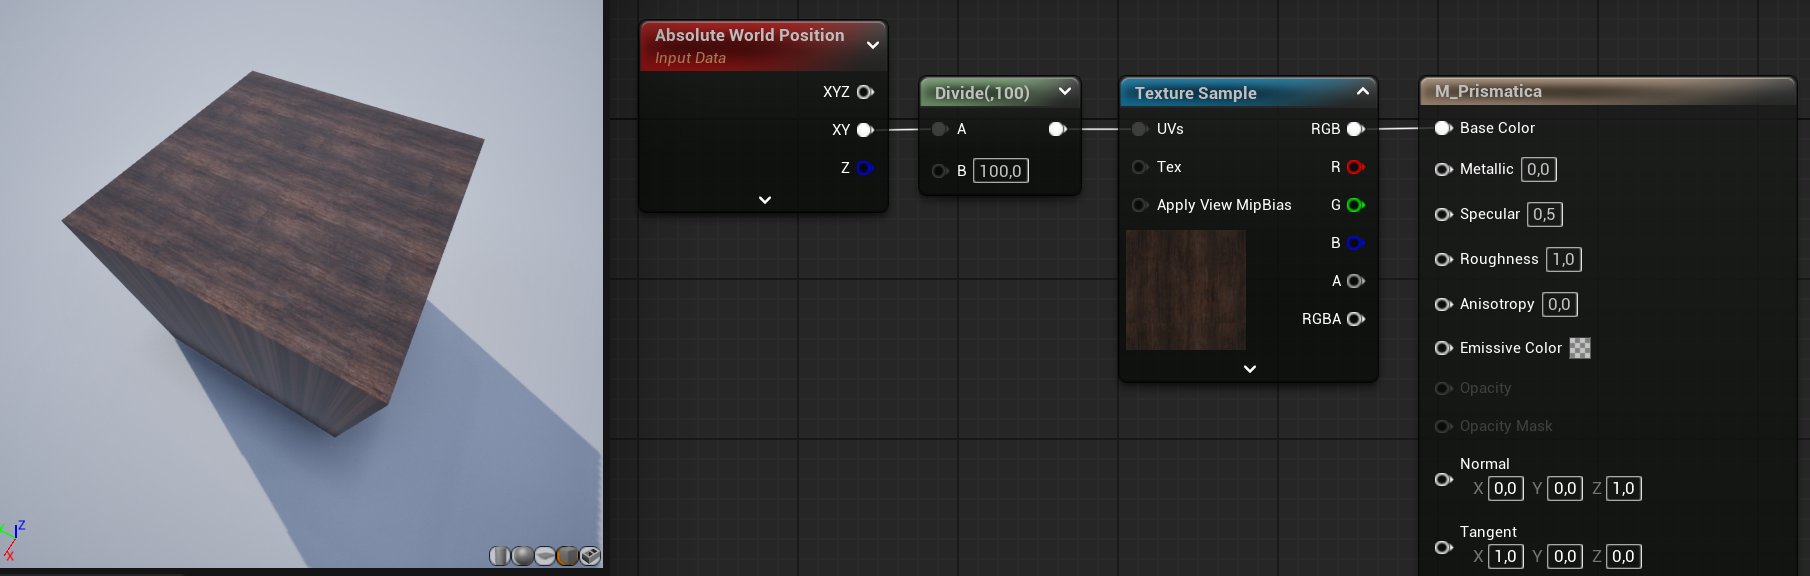 Absolute World Position
Input Data
XYZ
XY
Z
Divide(,100)
A
B 100,0
Texture Sample
UVs RGB
Tex R
Apply View MipBias G
B
A
RGBA
M_Prismatica
Base Color
Metallic 0,0
Specular 0,5
Roughness 1,0
Anisotropy 0,0
Emissive Color
Opacity
Opacity Mask
Normal
X 0,0 Y 0,0 Z 1,0
Tangent
X 1,0 Y 0,0 Z 0,0
Z
X